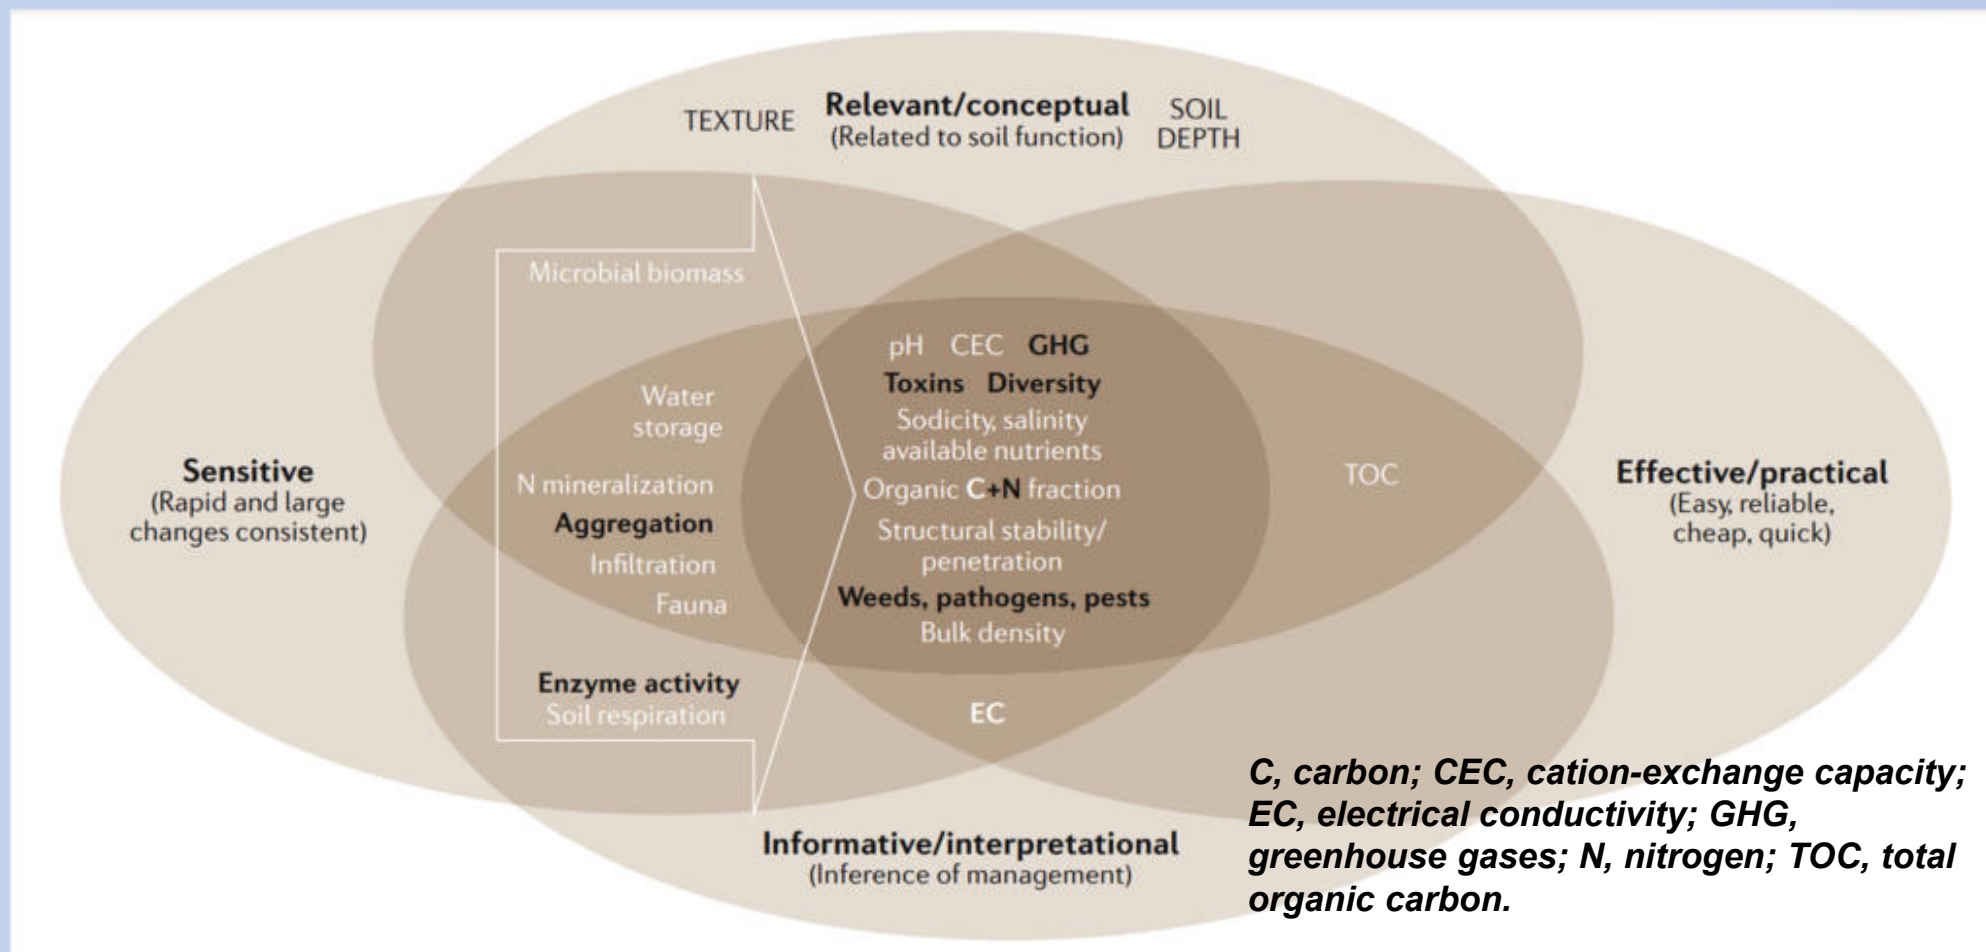 TEXTURE
Relevant/conceptual
(Related to soil function)
SOIL
DEPTH
Microbial biomass
Water
storage
N mineralization
Aggregation
Infiltration
Fauna
Enzyme activity
Soil respiration
Sensitive
(Rapid and large
changes consistent)
pH CEC GHG
Toxins Diversity
Sodicity, salinity
available nutrients
Organic C+N fraction
Structural stability/
penetration
Weeds, pathogens, pests
Bulk density
EC
TOC
Effective/practical
(Easy, reliable,
cheap, quick)
Informative/interpretational
(Inference of management)
C, carbon; CEC, cation-exchange capacity;
EC, electrical conductivity; GHG,
greenhouse gases; N, nitrogen; TOC, total
organic carbon.